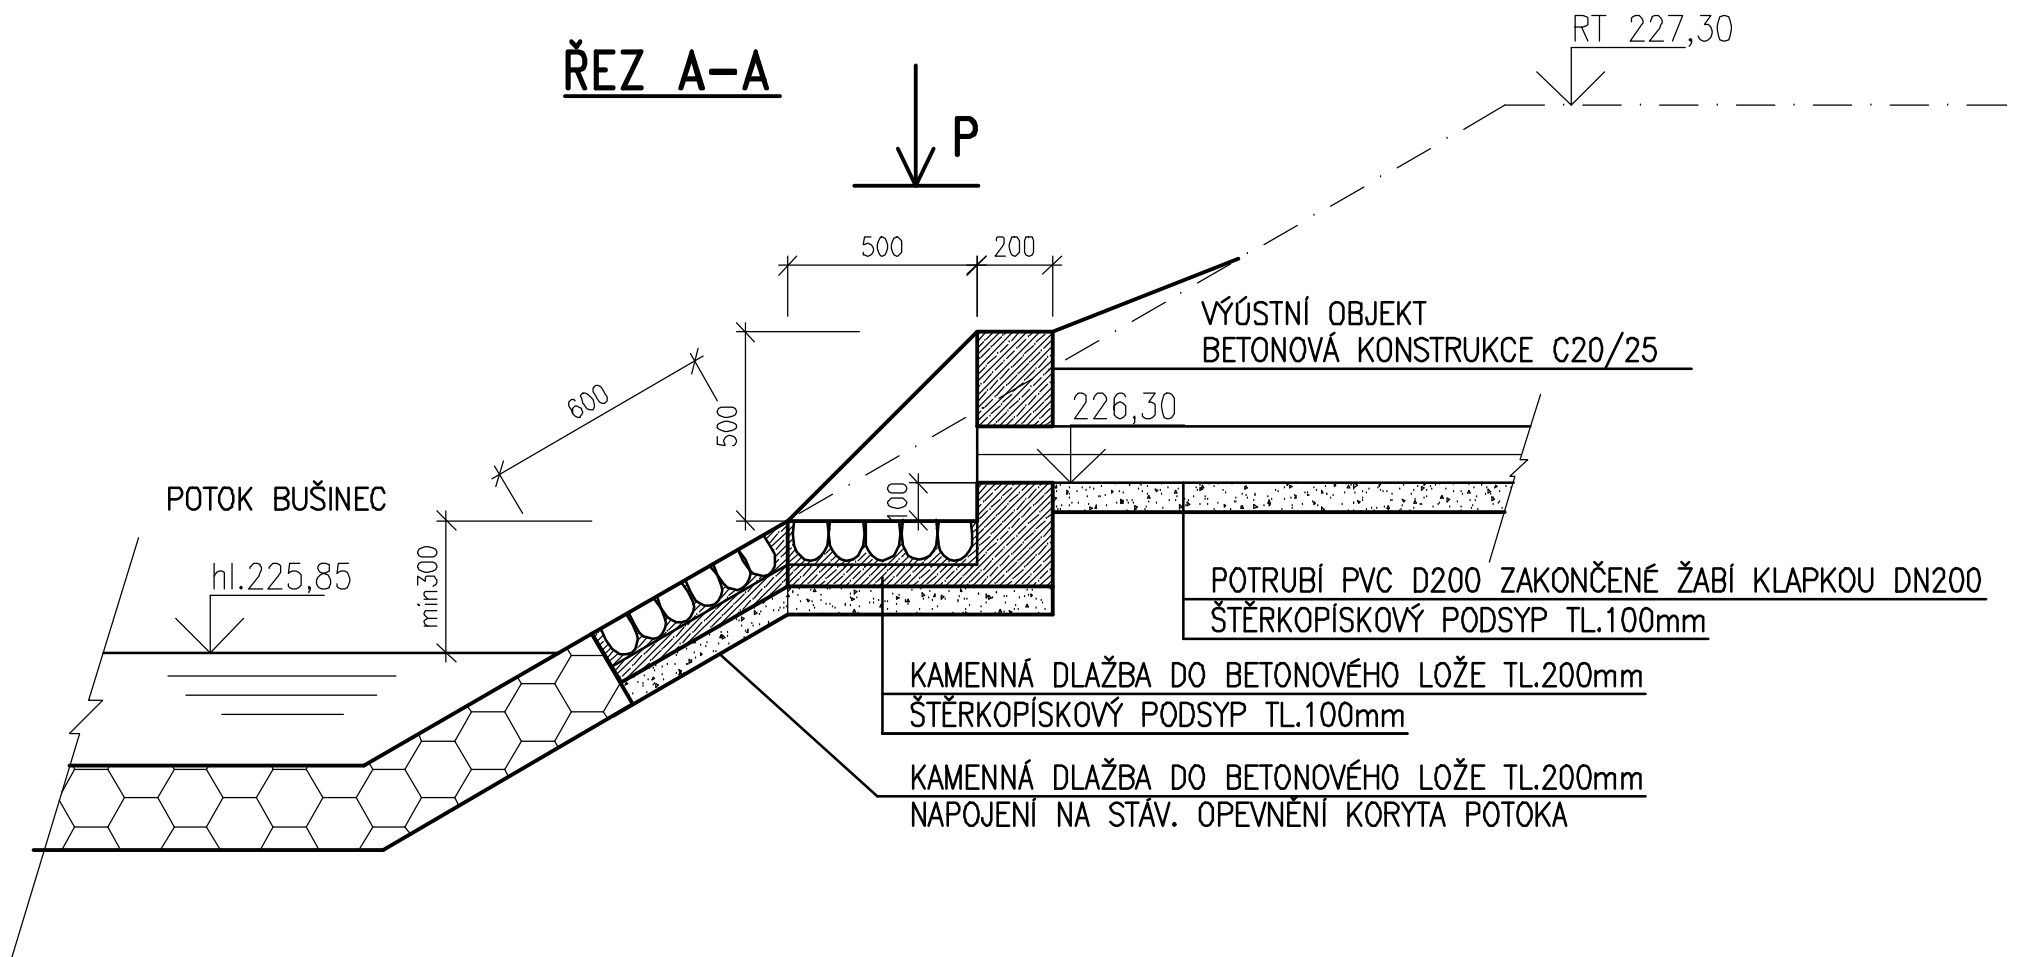 ŘEZ A-A
P
RT 227,30
500
200
VÝÚSTNÍ OBJEKT
BETONOVÁ KONSTRUKCE C20/25
600
500
226,30
100
POTOK BUŠINEC
hl.225,85
min300
POTRUBÍ PVC D200 ZAKONČENÉ ŽABÍ KLAPKOU DN200
ŠTĚRKOPÍSKOVÝ PODSYP TL.100mm
KAMENNÁ DLAŽBA DO BETONOVÉHO LOŽE TL.200mm
ŠTĚRKOPÍSKOVÝ PODSYP TL.100mm
KAMENNÁ DLAŽBA DO BETONOVÉHO LOŽE TL.200mm
NAPOJENÍ NA STÁV. OPEVNĚNÍ KORYTA POTOKA